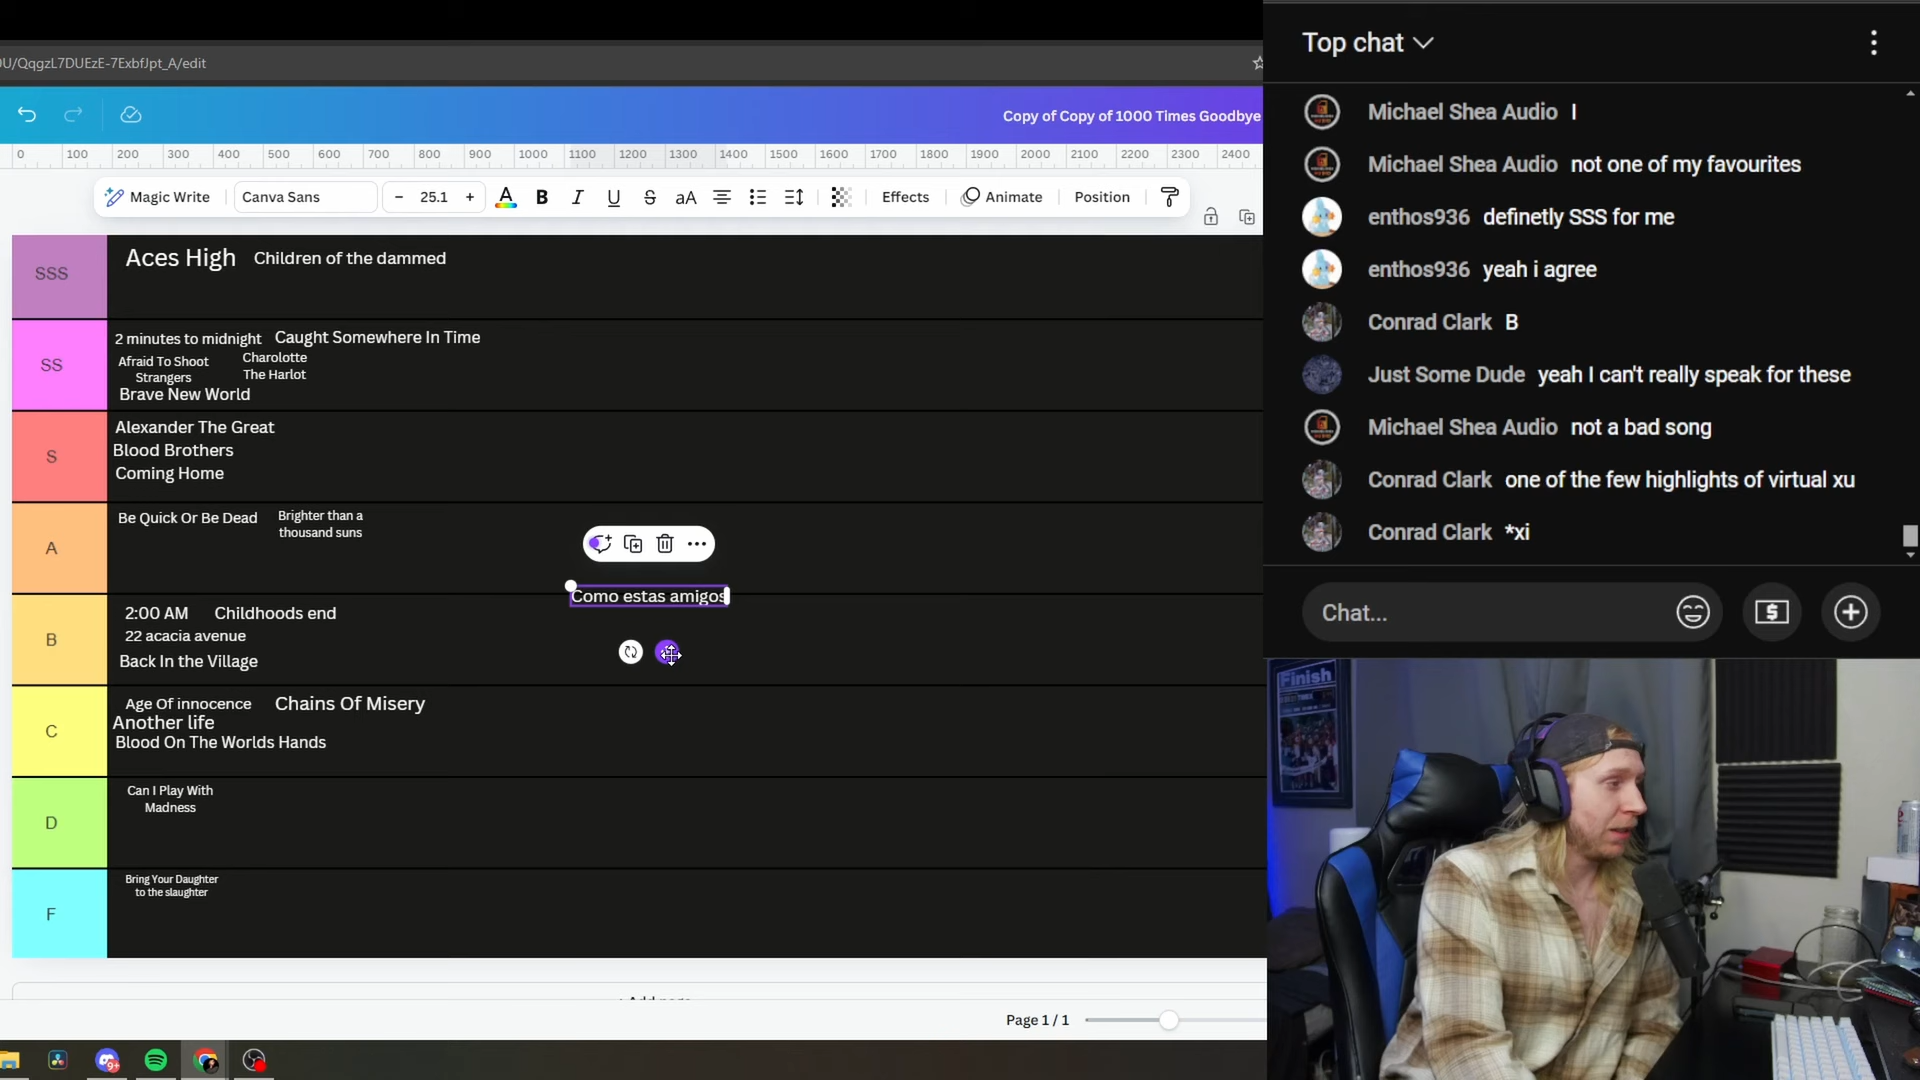 0U/QqgzL7DUEzE-7ExbfJpt_A/edit
Copy of Copy of 1000 Times Goodbye
0 100 200 300 400 500 600 700 800 900 1000 1100 1200 1300 1400 1500 1600 1700 1800 1900 2000 2100 2200 2300 2400
Magic Write Canva Sans – 25.1 + A B I U S aA Effects Animate Position
SSS
Aces High Children of the dammed
SS
2 minutes to midnight Caught Somewhere In Time
Afraid To Shoot
Strangers
Charolotte
The Harlot
Brave New World
S
Alexander The Great
Blood Brothers
Coming Home
A
Be Quick Or Be Dead
Brighter than a
thousand suns
Como estas amigos
B
2:00 AM Childhoods end
22 acacia avenue
Back In the Village
C
Age Of innocence Chains Of Misery
Another life
Blood On The Worlds Hands
D
Can I Play With
Madness
F
Bring Your Daughter
to the slaughter
Page 1 / 1
9+
Top chat
Michael Shea Audio I
Michael Shea Audio not one of my favourites
enthos936 definetly SSS for me
enthos936 yeah i agree
Conrad Clark B
Just Some Dude yeah I can't really speak for these
Michael Shea Audio not a bad song
Conrad Clark one of the few highlights of virtual xu
Conrad Clark *xi
Chat...
Finish